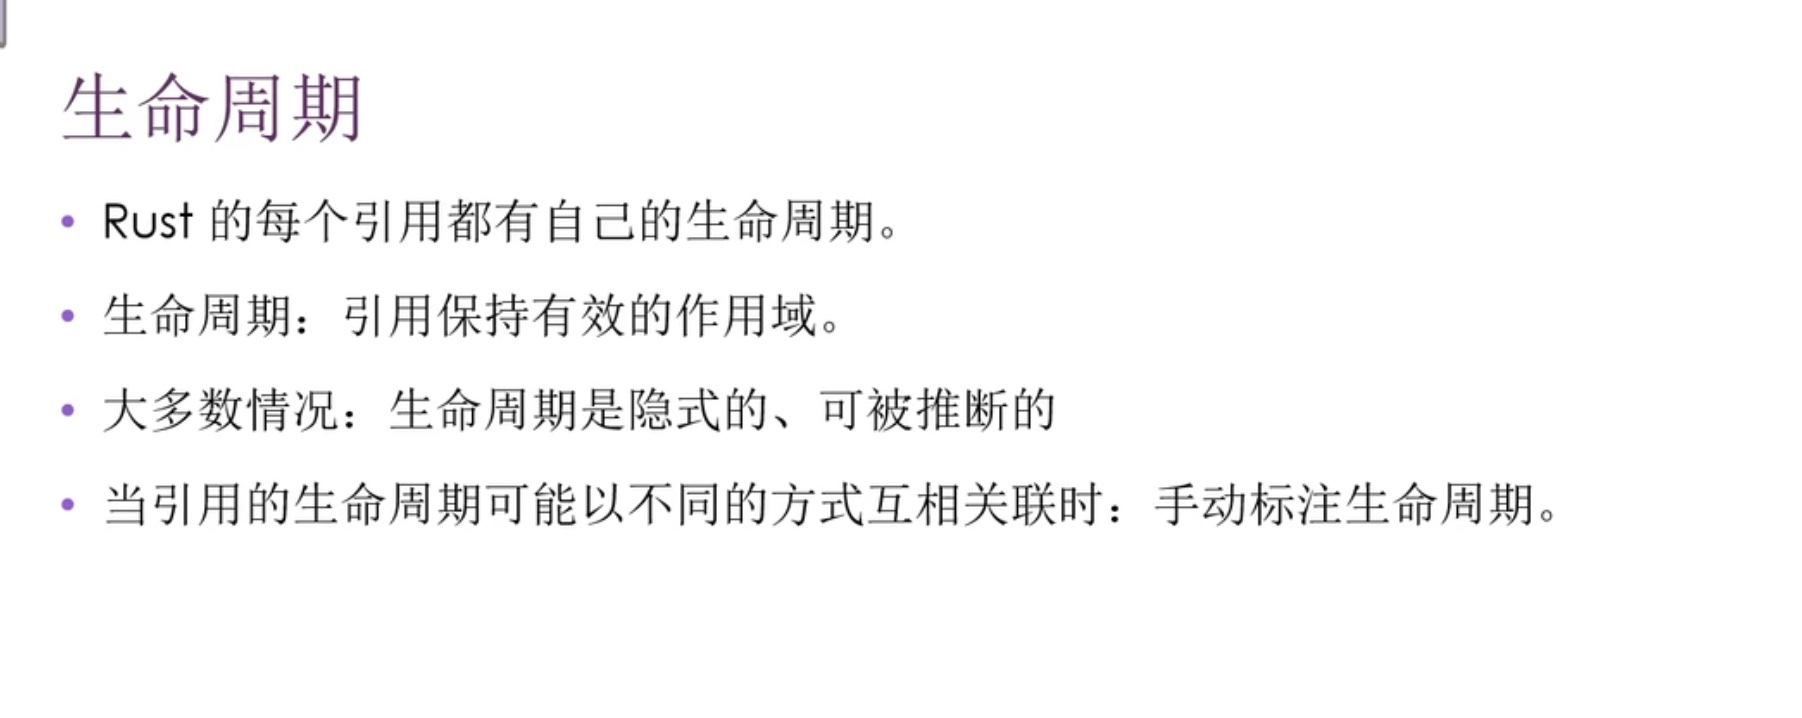 生命周期
• Rust 的每个引用都有自己的生命周期。
• 生命周期：引用保持有效的作用域。
• 大多数情况：生命周期是隐式的、可被推断的
• 当引用的生命周期可能以不同的方式互相关联时：手动标注生命周期。